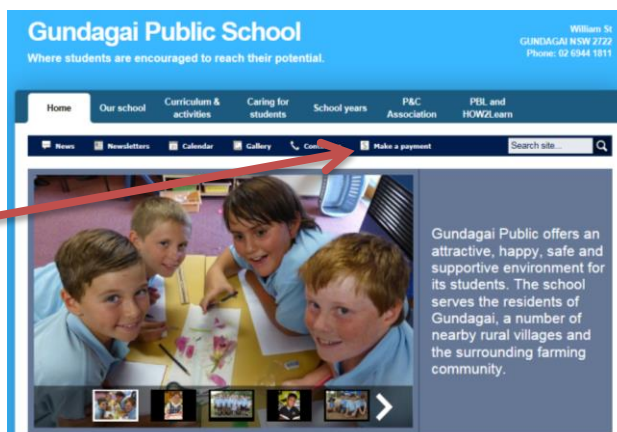 Gundagai Public School
Where students are encouraged to reach their potential.
William St
GUNDAGAI NSW 2722
Phone: 02 6944 1811
Home
Our school
Curriculum &
activities
Caring for
students
School years
P&C
Association
PBL and
HOW2Learn
News
Newsletters
Calendar
Gallery
Make a payment
Search site...
Gundagai Public offers an
attractive, happy, safe and
supportive environment for
its students. The school
serves the residents of
Gundagai, a number of
nearby rural villages and
the surrounding farming
community.